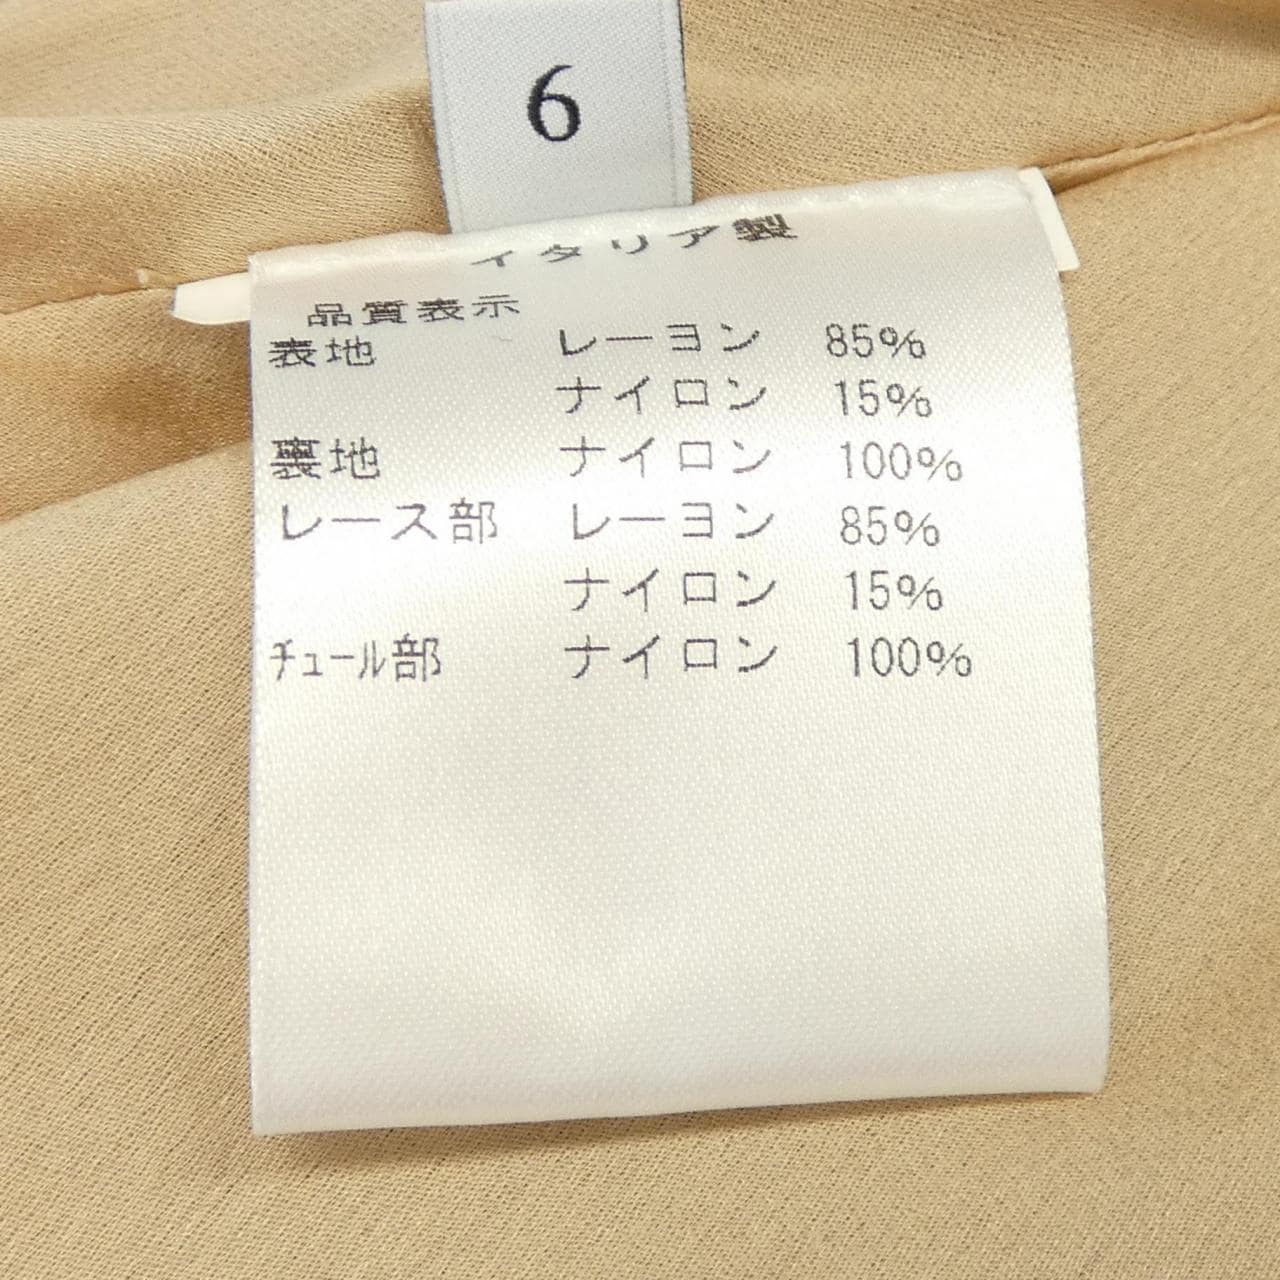 6
イタリア製
品質表示
表地 レーヨン 85%
ナイロン 15%
裏地 ナイロン 100%
レース部 レーヨン 85%
ナイロン 15%
チュール部 ナイロン 100%